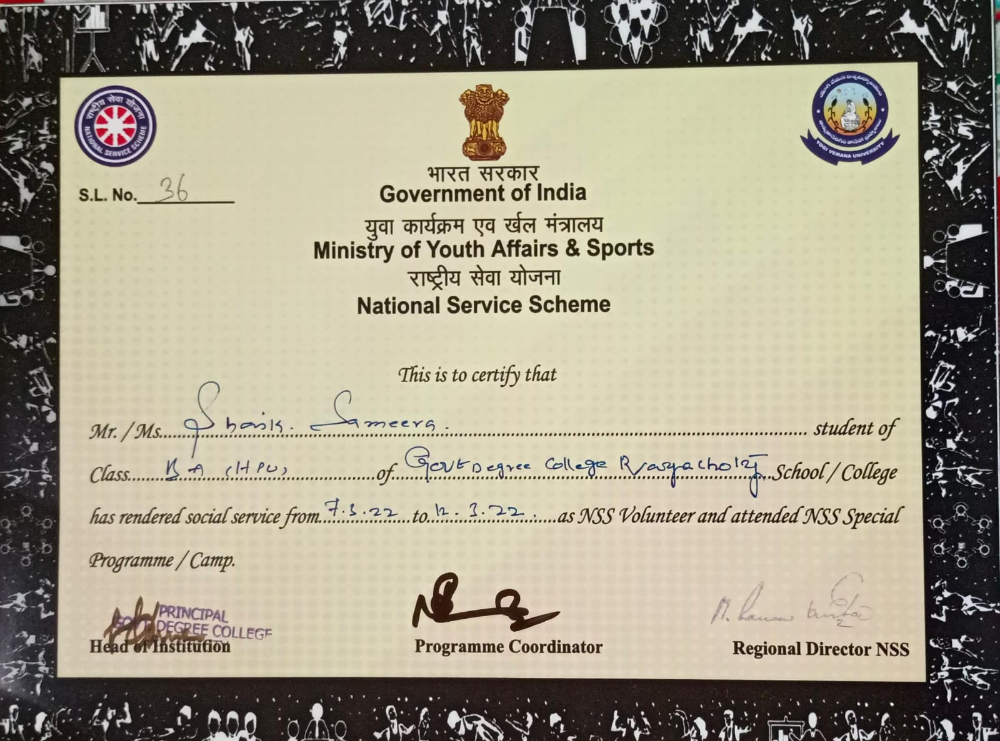 राष्ट्रीय सेवा योजना
NATIONAL SERVICE SCHEME
YOGI VEMANA UNIVERSITY
S.L. No. 36
भारत सरकार
Government of India
युवा कार्यक्रम एव र्खल मंत्रालय
Ministry of Youth Affairs & Sports
राष्ट्रीय सेवा योजना
National Service Scheme
This is to certify that
Mr. / Ms. Shaik. Sameera. student of
Class BA (HPU) of Govt Degree College Rayachoty School / College
has rendered social service from 7.3.22 to 12.3.22. as NSS Volunteer and attended NSS Special
Programme / Camp.
PRINCIPAL
GOVT DEGREE COLLEGE
Head of Institution
Programme Coordinator
Regional Director NSS